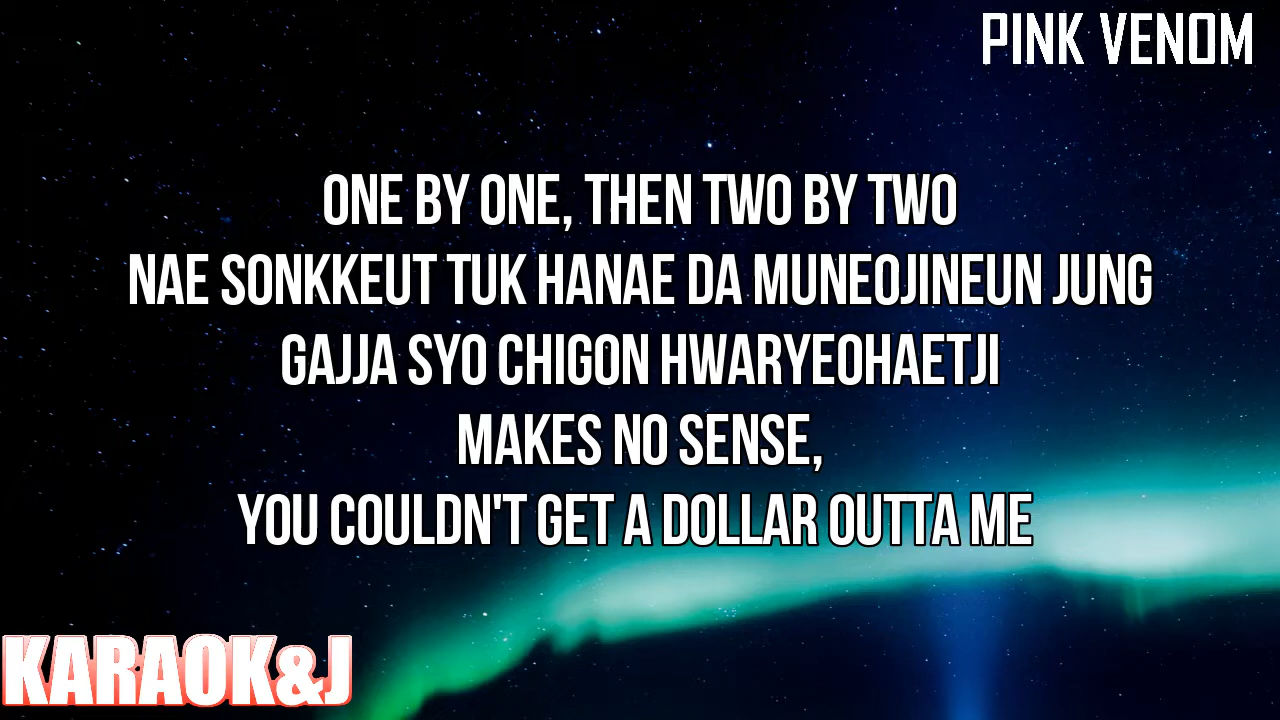 PINK VENOM
ONE BY ONE, THEN TWO BY TWO
NAE SONKKEUT TUK HANAE DA MUNEOJINEUN JUNG
GAJJA SYO CHIGON HWARYEOHAETJI
MAKES NO SENSE,
YOU COULDN'T GET A DOLLAR OUTTA ME
KARAOK&J